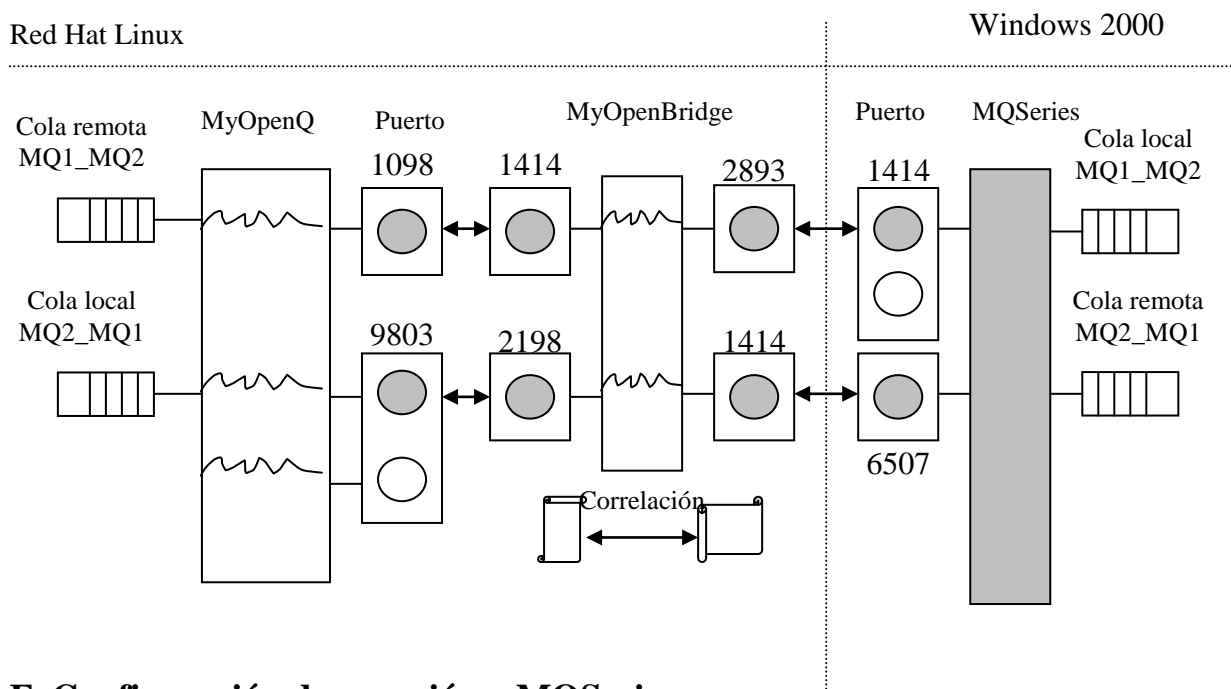 Red Hat Linux
Windows 2000
Cola remota
MQ1_MQ2
MyOpenQ
Puerto
MyOpenBridge
Puerto
MQSeries
Cola local
MQ1_MQ2
1098
1414
2893
1414
Cola local
MQ2_MQ1
9803
2198
1414
Cola remota
MQ2_MQ1
6507
Correlación